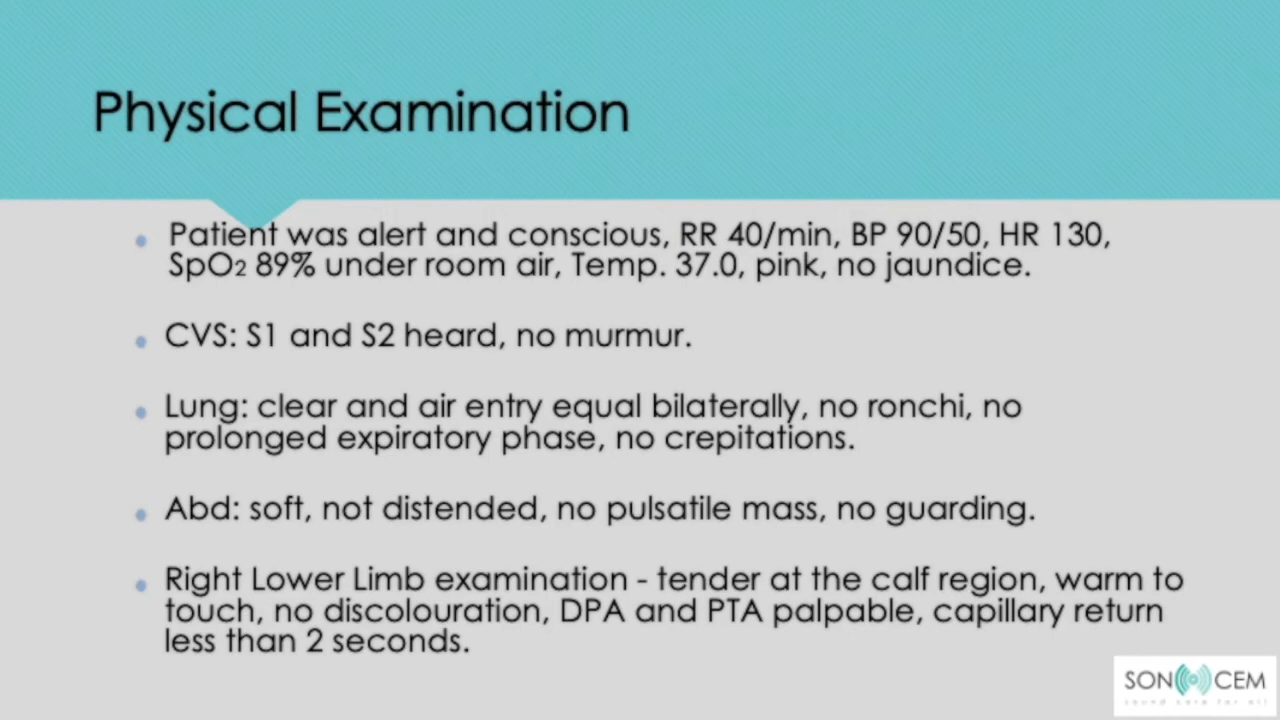 Physical Examination
Patient was alert and conscious, RR 40/min, BP 90/50, HR 130,
SpO2 89% under room air, Temp. 37.0, pink, no jaundice.
CVS: S1 and S2 heard, no murmur.
Lung: clear and air entry equal bilaterally, no ronchi, no
prolonged expiratory phase, no crepitations.
Abd: soft, not distended, no pulsatile mass, no guarding.
Right Lower Limb examination - tender at the calf region, warm to
touch, no discolouration, DPA and PTA palpable, capillary return
less than 2 seconds.
SON CEM
sound care for all